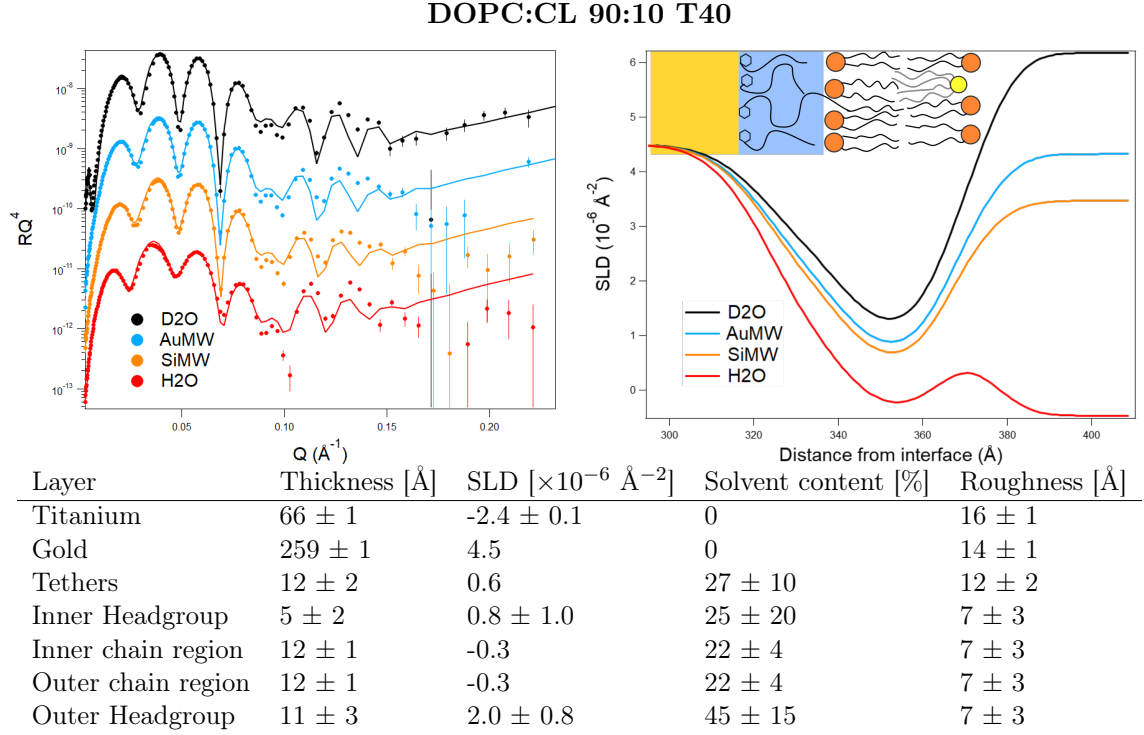 DOPC:CL 90:10 T40
10⁻⁸
10⁻⁹
10⁻¹⁰
10⁻¹¹
10⁻¹²
10⁻¹³
RQ⁴
D2O
AuMW
SiMW
H2O
0.05
0.10
0.15
0.20
Q (Å⁻¹)
6
4
2
0
SLD (10⁻⁶ Å⁻²)
D2O
AuMW
SiMW
H2O
300
320
340
360
380
400
Distance from interface (Å)
Layer Thickness [Å] SLD [×10⁻⁶ Å⁻²] Solvent content [%] Roughness [Å]
Titanium 66 ± 1 -2.4 ± 0.1 0 16 ± 1
Gold 259 ± 1 4.5 0 14 ± 1
Tethers 12 ± 2 0.6 27 ± 10 12 ± 2
Inner Headgroup 5 ± 2 0.8 ± 1.0 25 ± 20 7 ± 3
Inner chain region 12 ± 1 -0.3 22 ± 4 7 ± 3
Outer chain region 12 ± 1 -0.3 22 ± 4 7 ± 3
Outer Headgroup 11 ± 3 2.0 ± 0.8 45 ± 15 7 ± 3